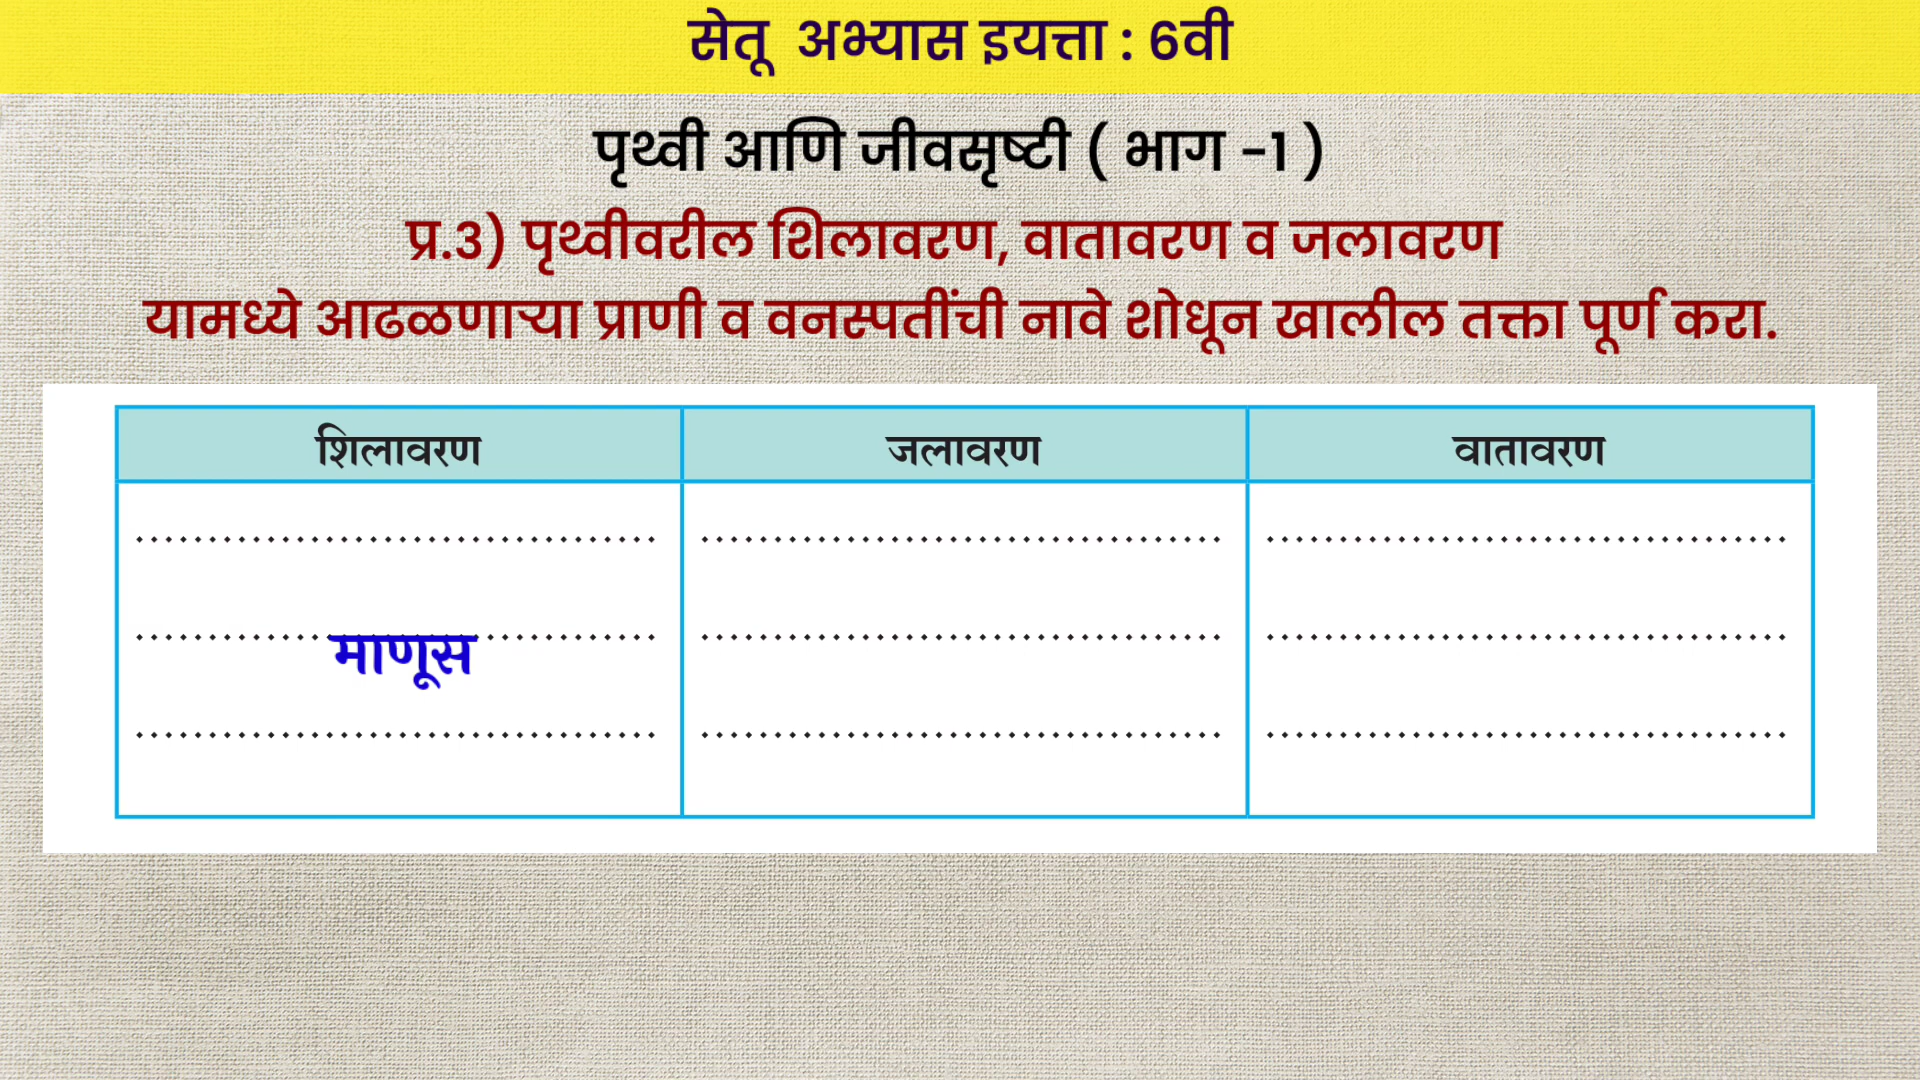 सेतू अभ्यास इयत्ता : 6वी
पृथ्वी आणि जीवसृष्टी ( भाग -1 )
प्र.3) पृथ्वीवरील शिलावरण, वातावरण व जलावरण
यामध्ये आढळणाऱ्या प्राणी व वनस्पतींची नावे शोधून खालील तक्ता पूर्ण करा.
शिलावरण जलावरण वातावरण
माणूस